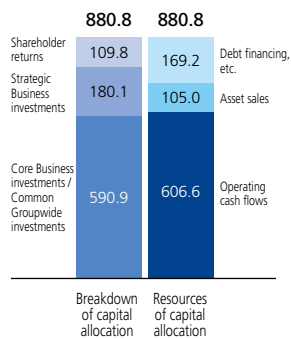 880.8 880.8
Shareholder
returns
109.8
169.2
Debt financing,
etc.
Strategic
Business
investments
180.1
105.0
Asset sales
Core Business
investments /
Common
Groupwide
investments
590.9
606.6
Operating
cash flows
Breakdown
of capital
allocation
Resources
of capital
allocation